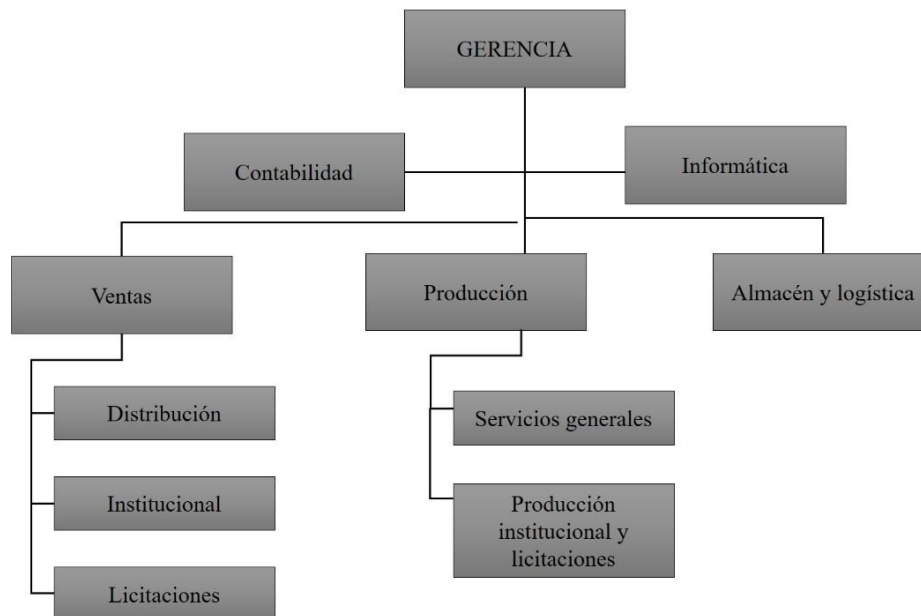 GERENCIA
Contabilidad
Informática
Ventas
Producción
Almacén y logística
Distribución
Servicios generales
Institucional
Producción
institucional y
licitaciones
Licitaciones